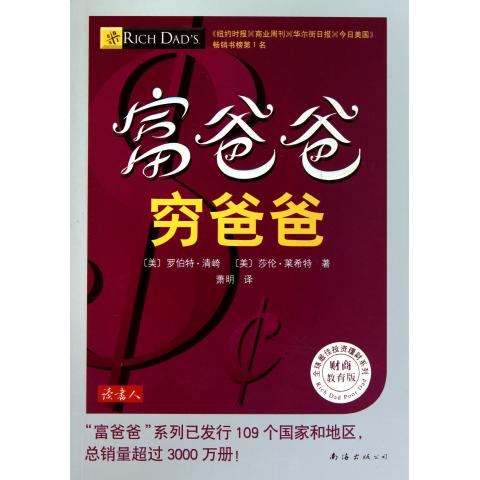 RICH DAD'S
《纽约时报》《商业周刊》《华尔街日报》《今日美国》
畅销书榜第1名
富爸爸
穷爸爸
〔美〕罗伯特·清崎 〔美〕莎伦·莱希特 著
萧明 译
全球最佳投资理财系列
财商
教育版
Rich Dad Poor Dad
读书人
“富爸爸”系列已发行109个国家和地区，
总销量超过3000万册！
南海出版公司